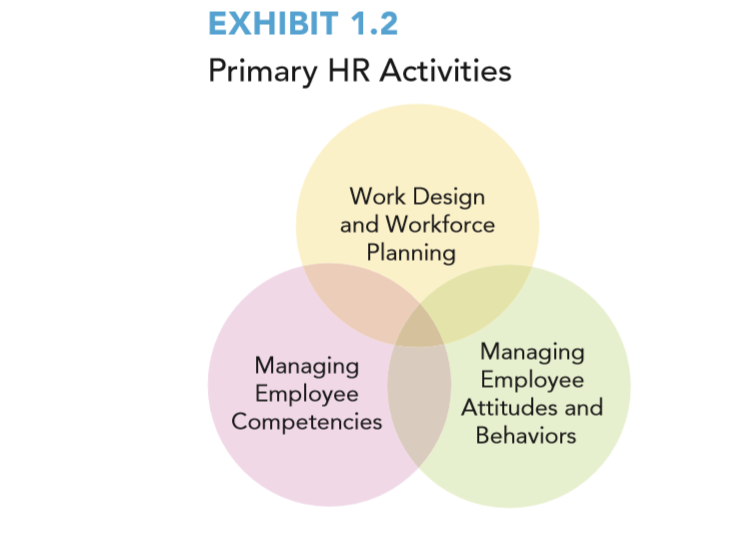 EXHIBIT 1.2
Primary HR Activities
Work Design
and Workforce
Planning
Managing
Employee
Competencies
Managing
Employee
Attitudes and
Behaviors